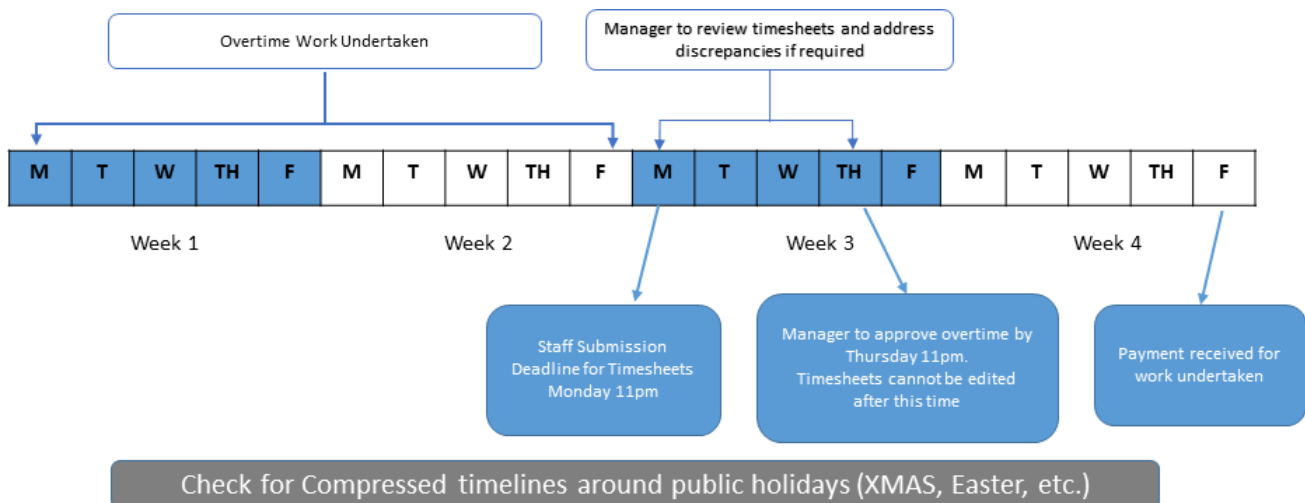 Overtime Work Undertaken
Manager to review timesheets and address
discrepancies if required
M T W TH F M T W TH F M T W TH F M T W TH F
Week 1 Week 2 Week 3 Week 4
Staff Submission
Deadline for Timesheets
Monday 11pm
Manager to approve overtime by
Thursday 11pm.
Timesheets cannot be edited
after this time
Payment received for
work undertaken
Check for Compressed timelines around public holidays (XMAS, Easter, etc.)